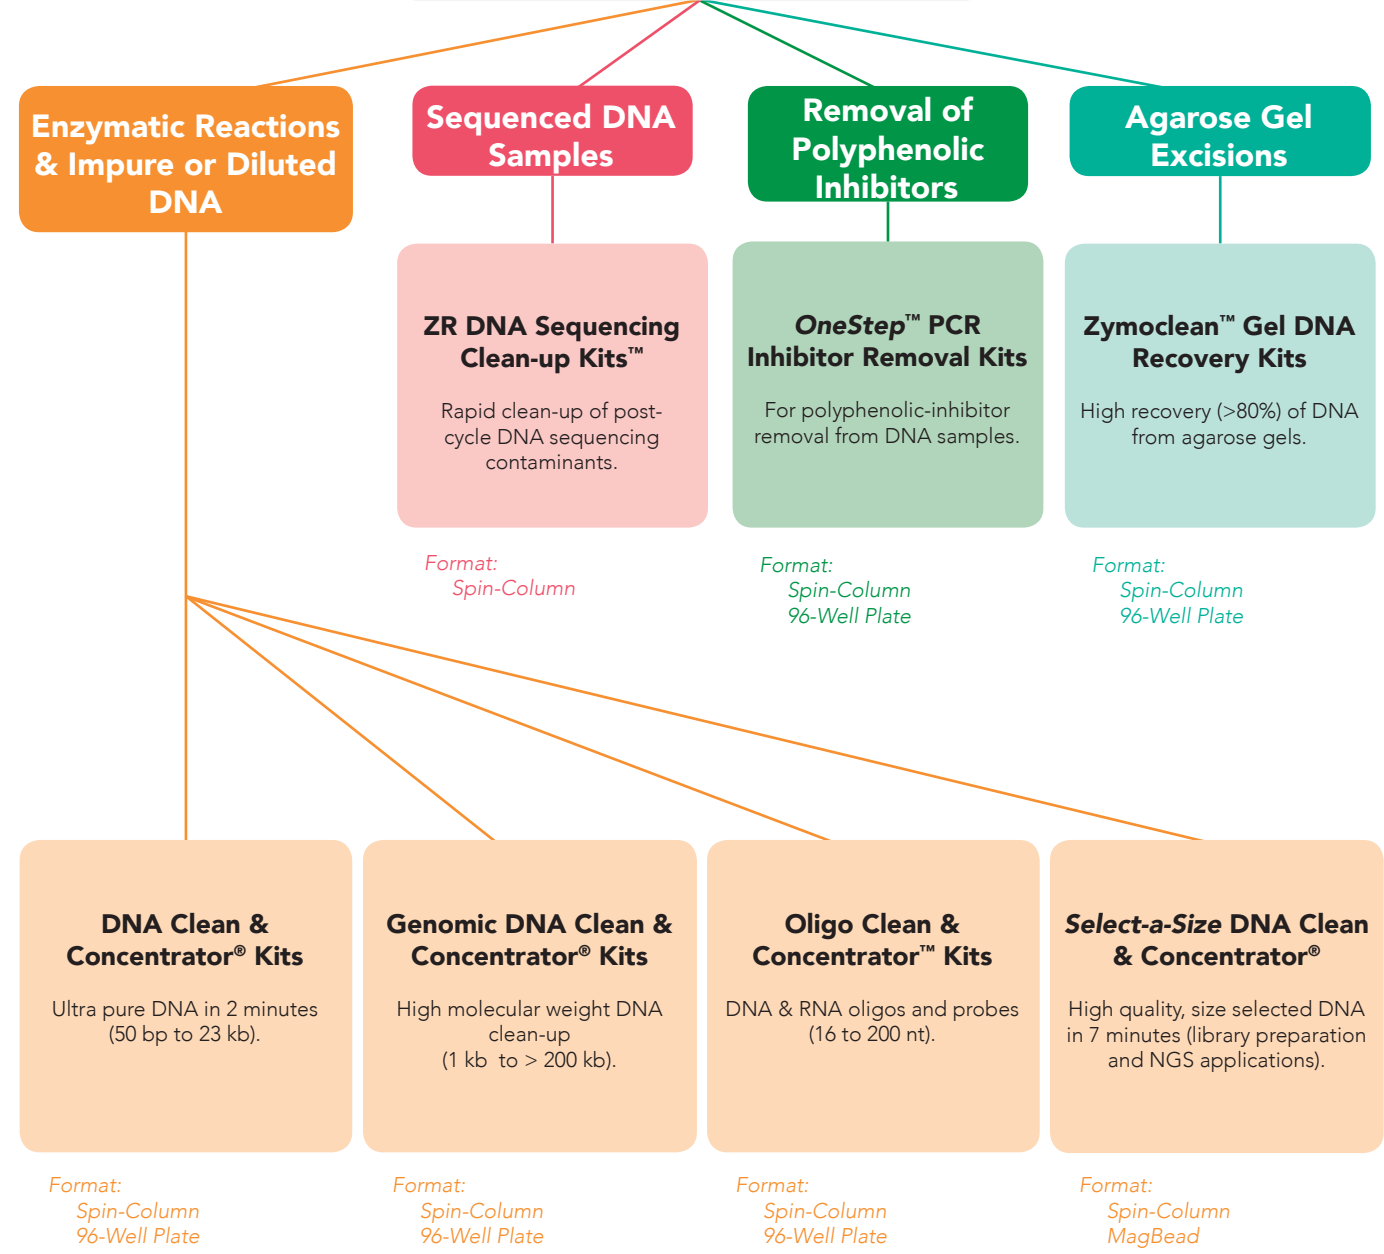 Enzymatic Reactions
& Impure or Diluted
DNA
Sequenced DNA
Samples
Removal of
Polyphenolic
Inhibitors
Agarose Gel
Excisions
ZR DNA Sequencing
Clean-up Kits™
Rapid clean-up of post-
cycle DNA sequencing
contaminants.
Format:
Spin-Column
OneStep™ PCR
Inhibitor Removal Kits
For polyphenolic-inhibitor
removal from DNA samples.
Format:
Spin-Column
96-Well Plate
Zymoclean™ Gel DNA
Recovery Kits
High recovery (>80%) of DNA
from agarose gels.
Format:
Spin-Column
96-Well Plate
DNA Clean &
Concentrator® Kits
Ultra pure DNA in 2 minutes
(50 bp to 23 kb).
Format:
Spin-Column
96-Well Plate
Genomic DNA Clean &
Concentrator® Kits
High molecular weight DNA
clean-up
(1 kb  to > 200 kb).
Format:
Spin-Column
96-Well Plate
Oligo Clean &
Concentrator™ Kits
DNA & RNA oligos and probes
(16 to 200 nt).
Format:
Spin-Column
96-Well Plate
Select-a-Size DNA Clean
& Concentrator®
High quality, size selected DNA
in 7 minutes (library preparation
and NGS applications).
Format:
Spin-Column
MagBead